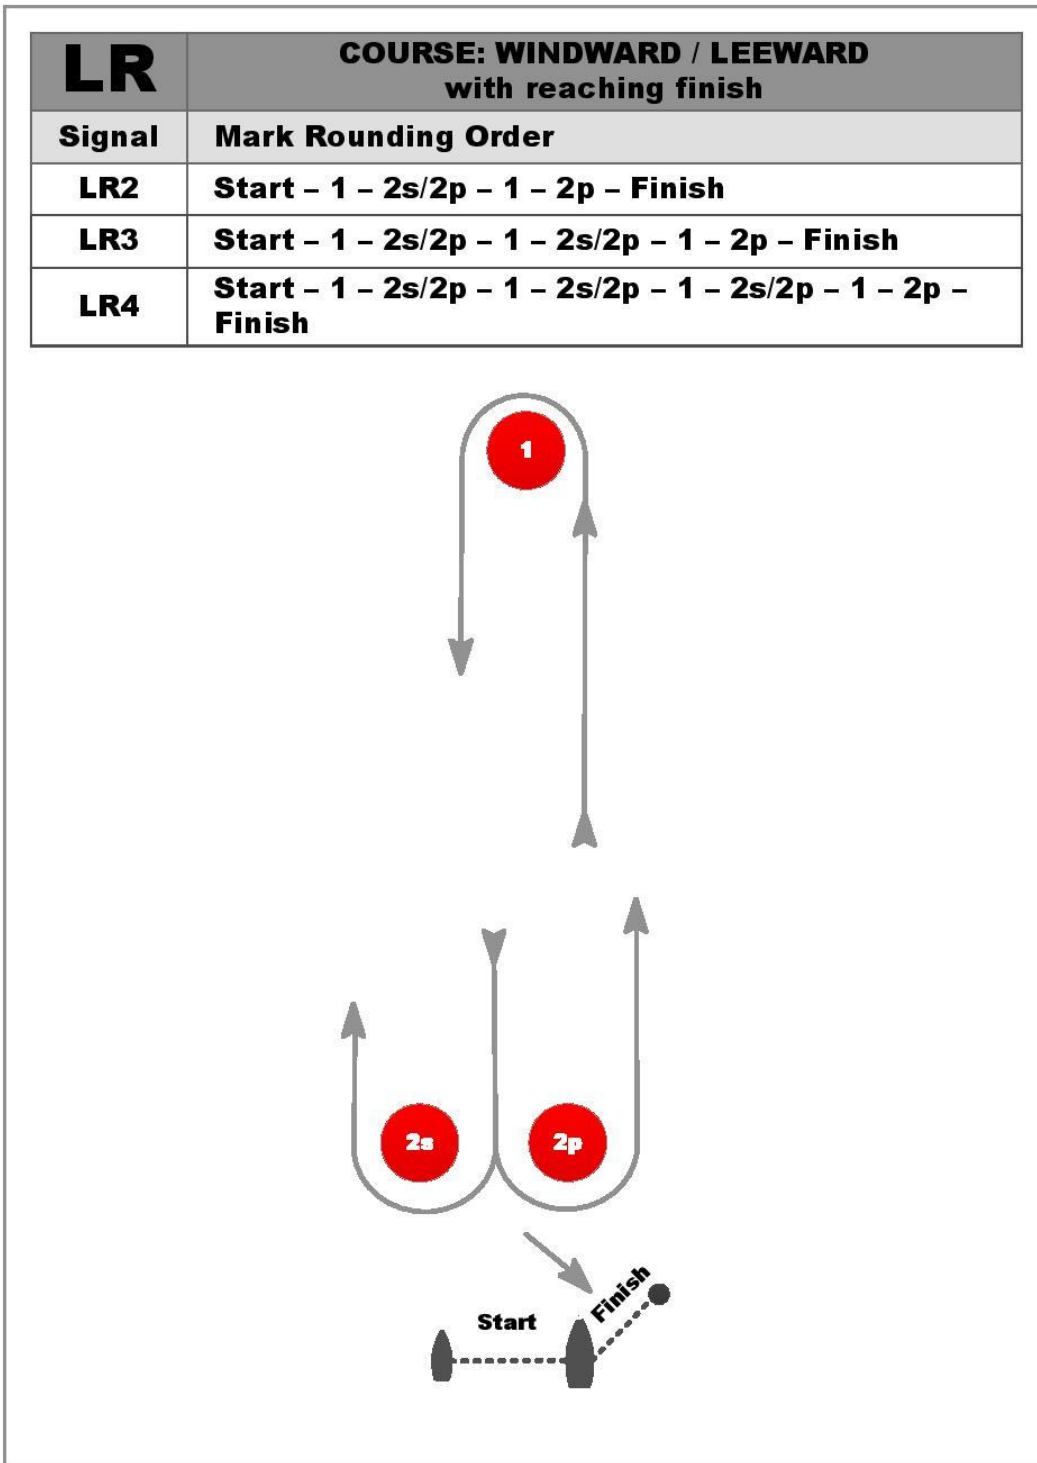 LR
COURSE: WINDWARD / LEEWARD
with reaching finish
Signal Mark Rounding Order
LR2 Start – 1 – 2s/2p – 1 – 2p – Finish
LR3 Start – 1 – 2s/2p – 1 – 2s/2p – 1 – 2p – Finish
LR4 Start – 1 – 2s/2p – 1 – 2s/2p – 1 – 2s/2p – 1 – 2p –
Finish
1
2s
2p
Finish
Start